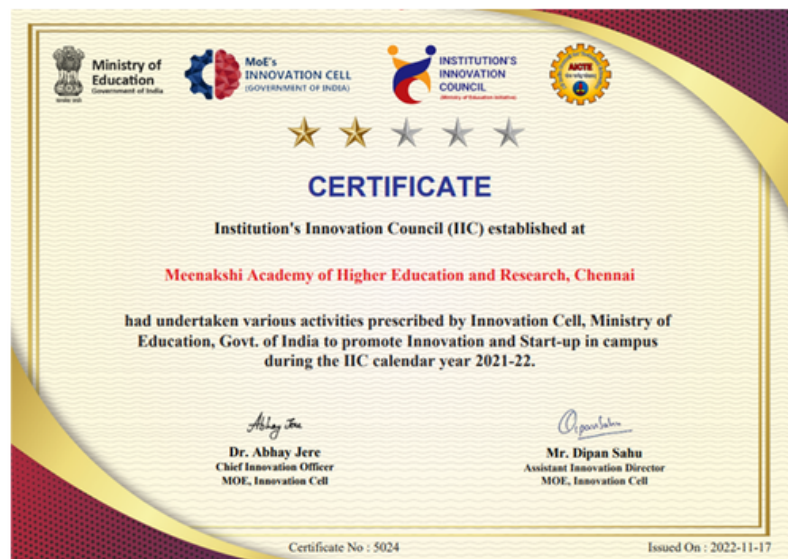 Ministry of
Education
Government of India
MoE's
INNOVATION CELL
(GOVERNMENT OF INDIA)
INSTITUTION'S
INNOVATION
COUNCIL
(Ministry of Education Initiative)
AICTE
CERTIFICATE
Institution's Innovation Council (IIC) established at
Meenakshi Academy of Higher Education and Research, Chennai
had undertaken various activities prescribed by Innovation Cell, Ministry of
Education, Govt. of India to promote Innovation and Start-up in campus
during the IIC calendar year 2021-22.
Abhay Jere
Dipan Sahu
Dr. Abhay Jere
Chief Innovation Officer
MOE, Innovation Cell
Mr. Dipan Sahu
Assistant Innovation Director
MOE, Innovation Cell
Certificate No : 5024
Issued On : 2022-11-17